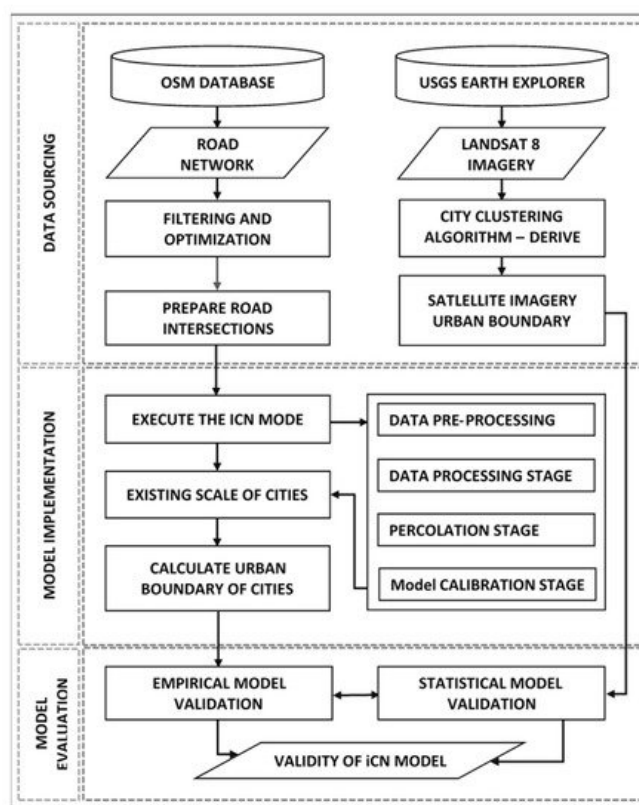 DATA SOURCING
OSM DATABASE
ROAD
NETWORK
FILTERING AND
OPTIMIZATION
PREPARE ROAD
INTERSECTIONS
USGS EARTH EXPLORER
LANDSAT 8
IMAGERY
CITY CLUSTERING
ALGORITHM – DERIVE
SATLELLITE IMAGERY
URBAN BOUNDARY
MODEL IMPLEMENTATION
EXECUTE THE ICN MODE
EXISTING SCALE OF CITIES
CALCULATE URBAN
BOUNDARY OF CITIES
DATA PRE-PROCESSING
DATA PROCESSING STAGE
PERCOLATION STAGE
Model CALIBRATION STAGE
MODEL
EVALUATION
EMPIRICAL MODEL
VALIDATION
STATISTICAL MODEL
VALIDATION
VALIDITY OF iCN MODEL